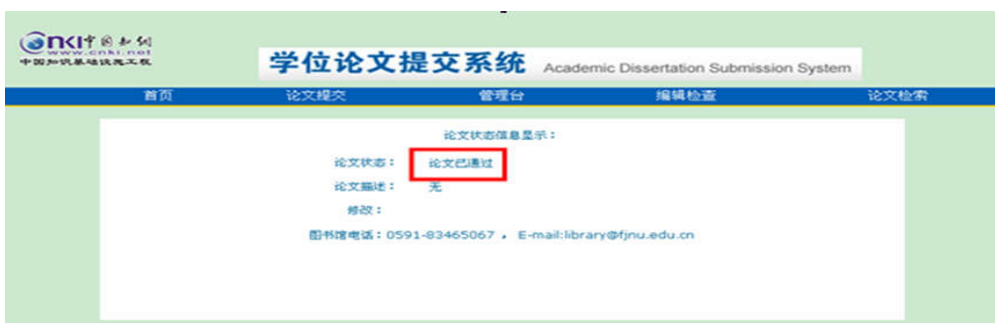 cnki中国知网
www.cnki.net
中国知识基础设施工程
学位论文提交系统 Academic Dissertation Submission System
首页 论文提交 管理台 编辑检查 论文检索
论文状态信息显示：
论文状态： 论文已通过
论文描述： 无
修改：
图书馆电话：0591-83465067 ， E-mail:library@fjnu.edu.cn